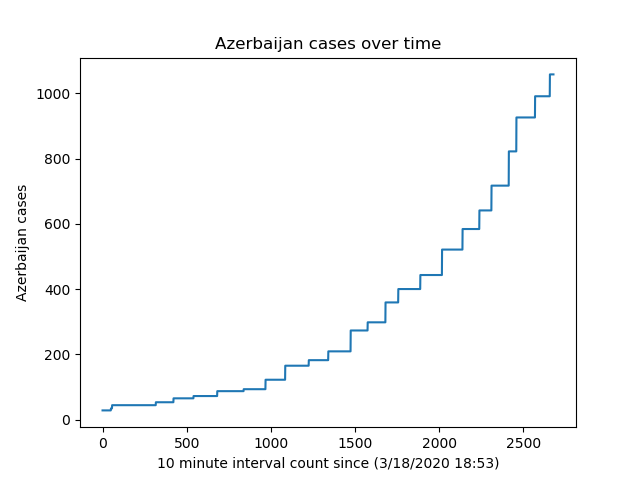 Azerbaijan cases over time
Azerbaijan cases
1000
800
600
400
200
0
0 500 1000 1500 2000 2500
10 minute interval count since (3/18/2020 18:53)